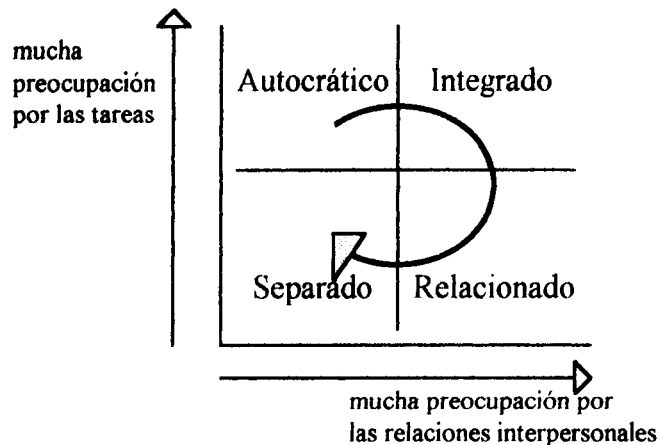 mucha
preocupación
por las tareas
Autocrático
Integrado
Separado
Relacionado
mucha preocupación por
las relaciones interpersonales